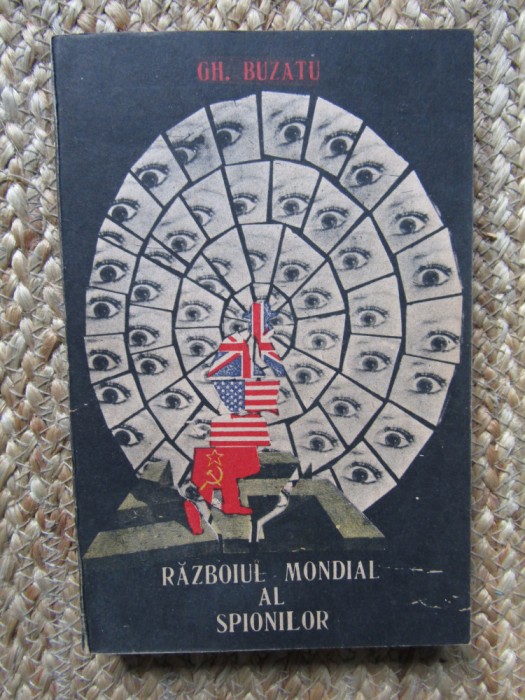 GH. BUZATU
RĂZBOIUL MONDIAL
AL
SPIONILOR